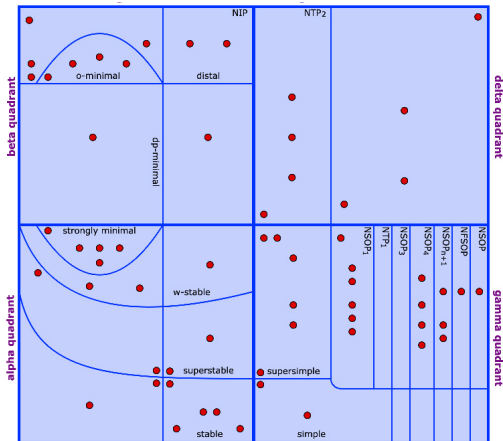 NIP
NTP2
o-minimal
distal
beta quadrant
delta quadrant
dp-minimal
strongly minimal
NSOP1
NTP1
NSOP3
NSOP4
NSOPn+1
NFSOP
NSOP
w-stable
alpha quadrant
gamma quadrant
superstable
supersimple
stable
simple